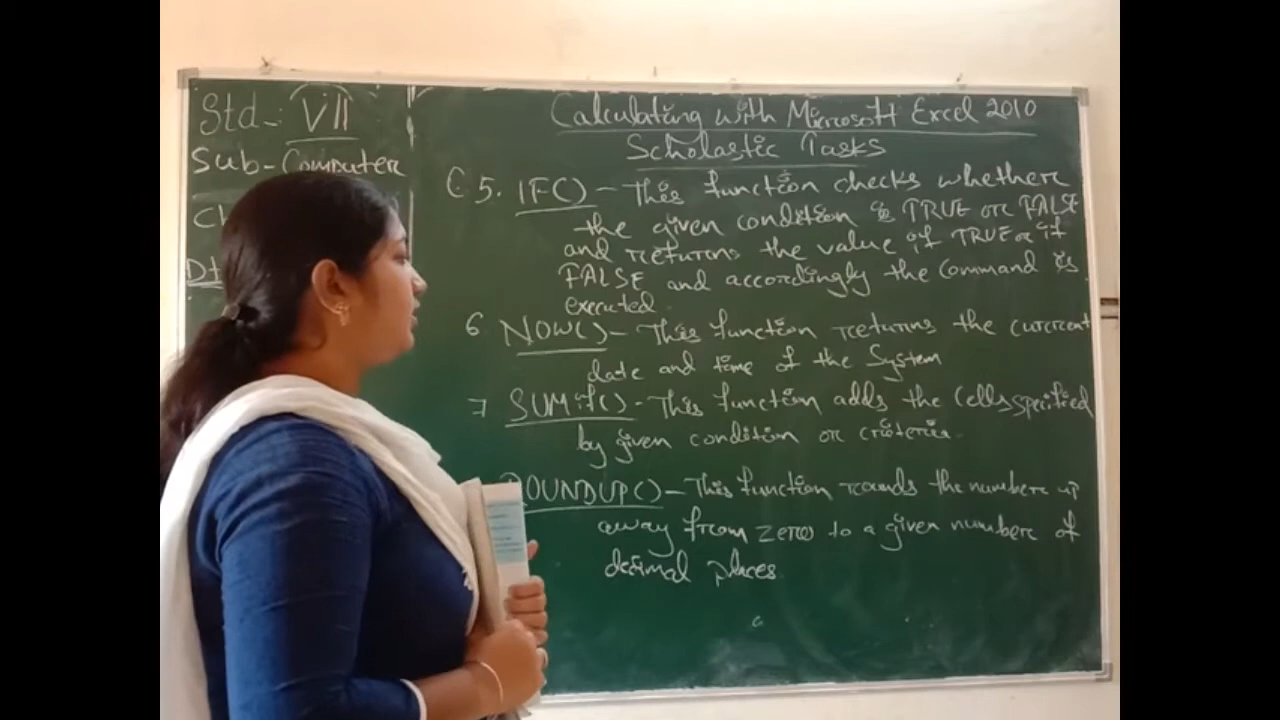 Std-: VII
Sub-Computer
Calculating with Microsoft Excel 2010
Scholastic Tasks
C 5. IF() - This function checks whether
the given condition is TRUE or FALSE
and returns the value if TRUE or if
FALSE and accordingly the command is
executed.
6 NOW() - This function returns the current
date and time of the System
7 SUMif() - This function adds the cells specified
by given condition or criteria.
ROUNDUP() - This function rounds the number up
away from zero to a given numbers of
decimal places